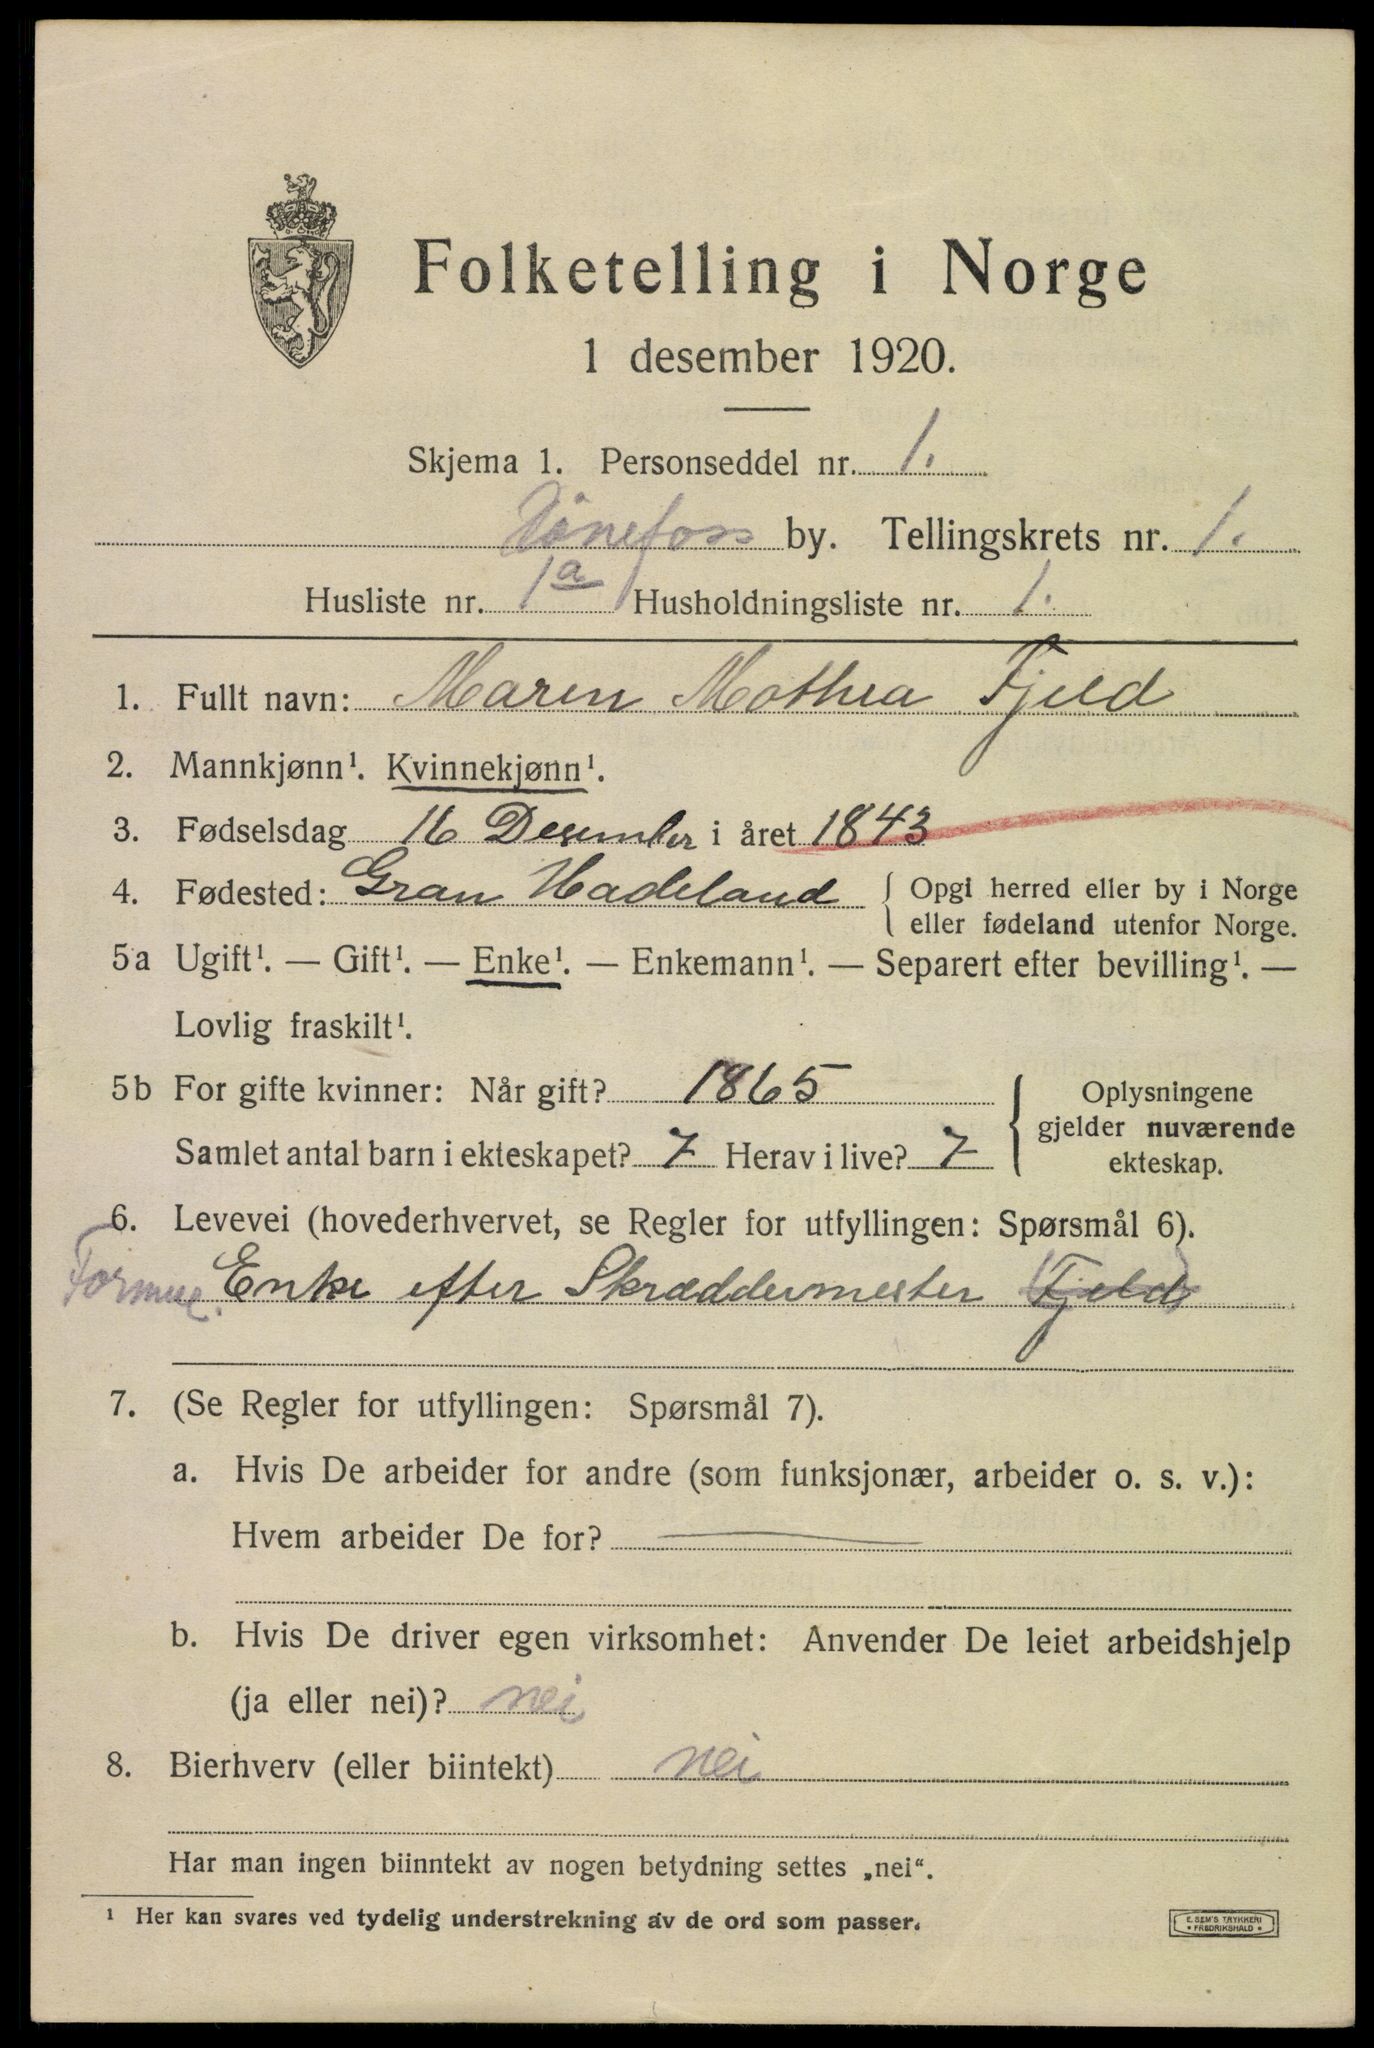 Folketelling i Norge
1 desember 1920.
Skjema 1. Personseddel nr. 1.
Hønefoss by. Tellingskrets nr. 1.
Husliste nr. 1a Husholdningsliste nr. 1.
1. Fullt navn: Maren Mathea Fjeld
2. Mannkjønn¹. Kvinnekjønn¹.
3. Fødselsdag 16 Desember i året 1843
4. Fødested: Gran Hadeland { Opgi herred eller by i Norge
eller fødeland utenfor Norge.
5a Ugift¹. — Gift¹. — Enke¹. — Enkemann¹. — Separert efter bevilling¹. —
Lovlig fraskilt¹.
5b For gifte kvinner: Når gift? 1865
Samlet antal barn i ekteskapet? 7 Herav i live? 7
Oplysningene
gjelder nuværende
ekteskap.
6. Levevei (hovederhvervet, se Regler for utfyllingen: Spørsmål 6).
Formue. Enke efter Skræddermester Fjeld
7. (Se Regler for utfyllingen: Spørsmål 7).
a. Hvis De arbeider for andre (som funksjonær, arbeider o. s. v.):
Hvem arbeider De for? —
b. Hvis De driver egen virksomhet: Anvender De leiet arbeidshjelp
(ja eller nei)? nei
8. Bierhverv (eller biintekt) nei
Har man ingen biinntekt av nogen betydning settes „nei“.
¹ Her kan svares ved tydelig understrekning av de ord som passer.
E. SEM'S TRYKKERI
• FREDRIKSHALD •